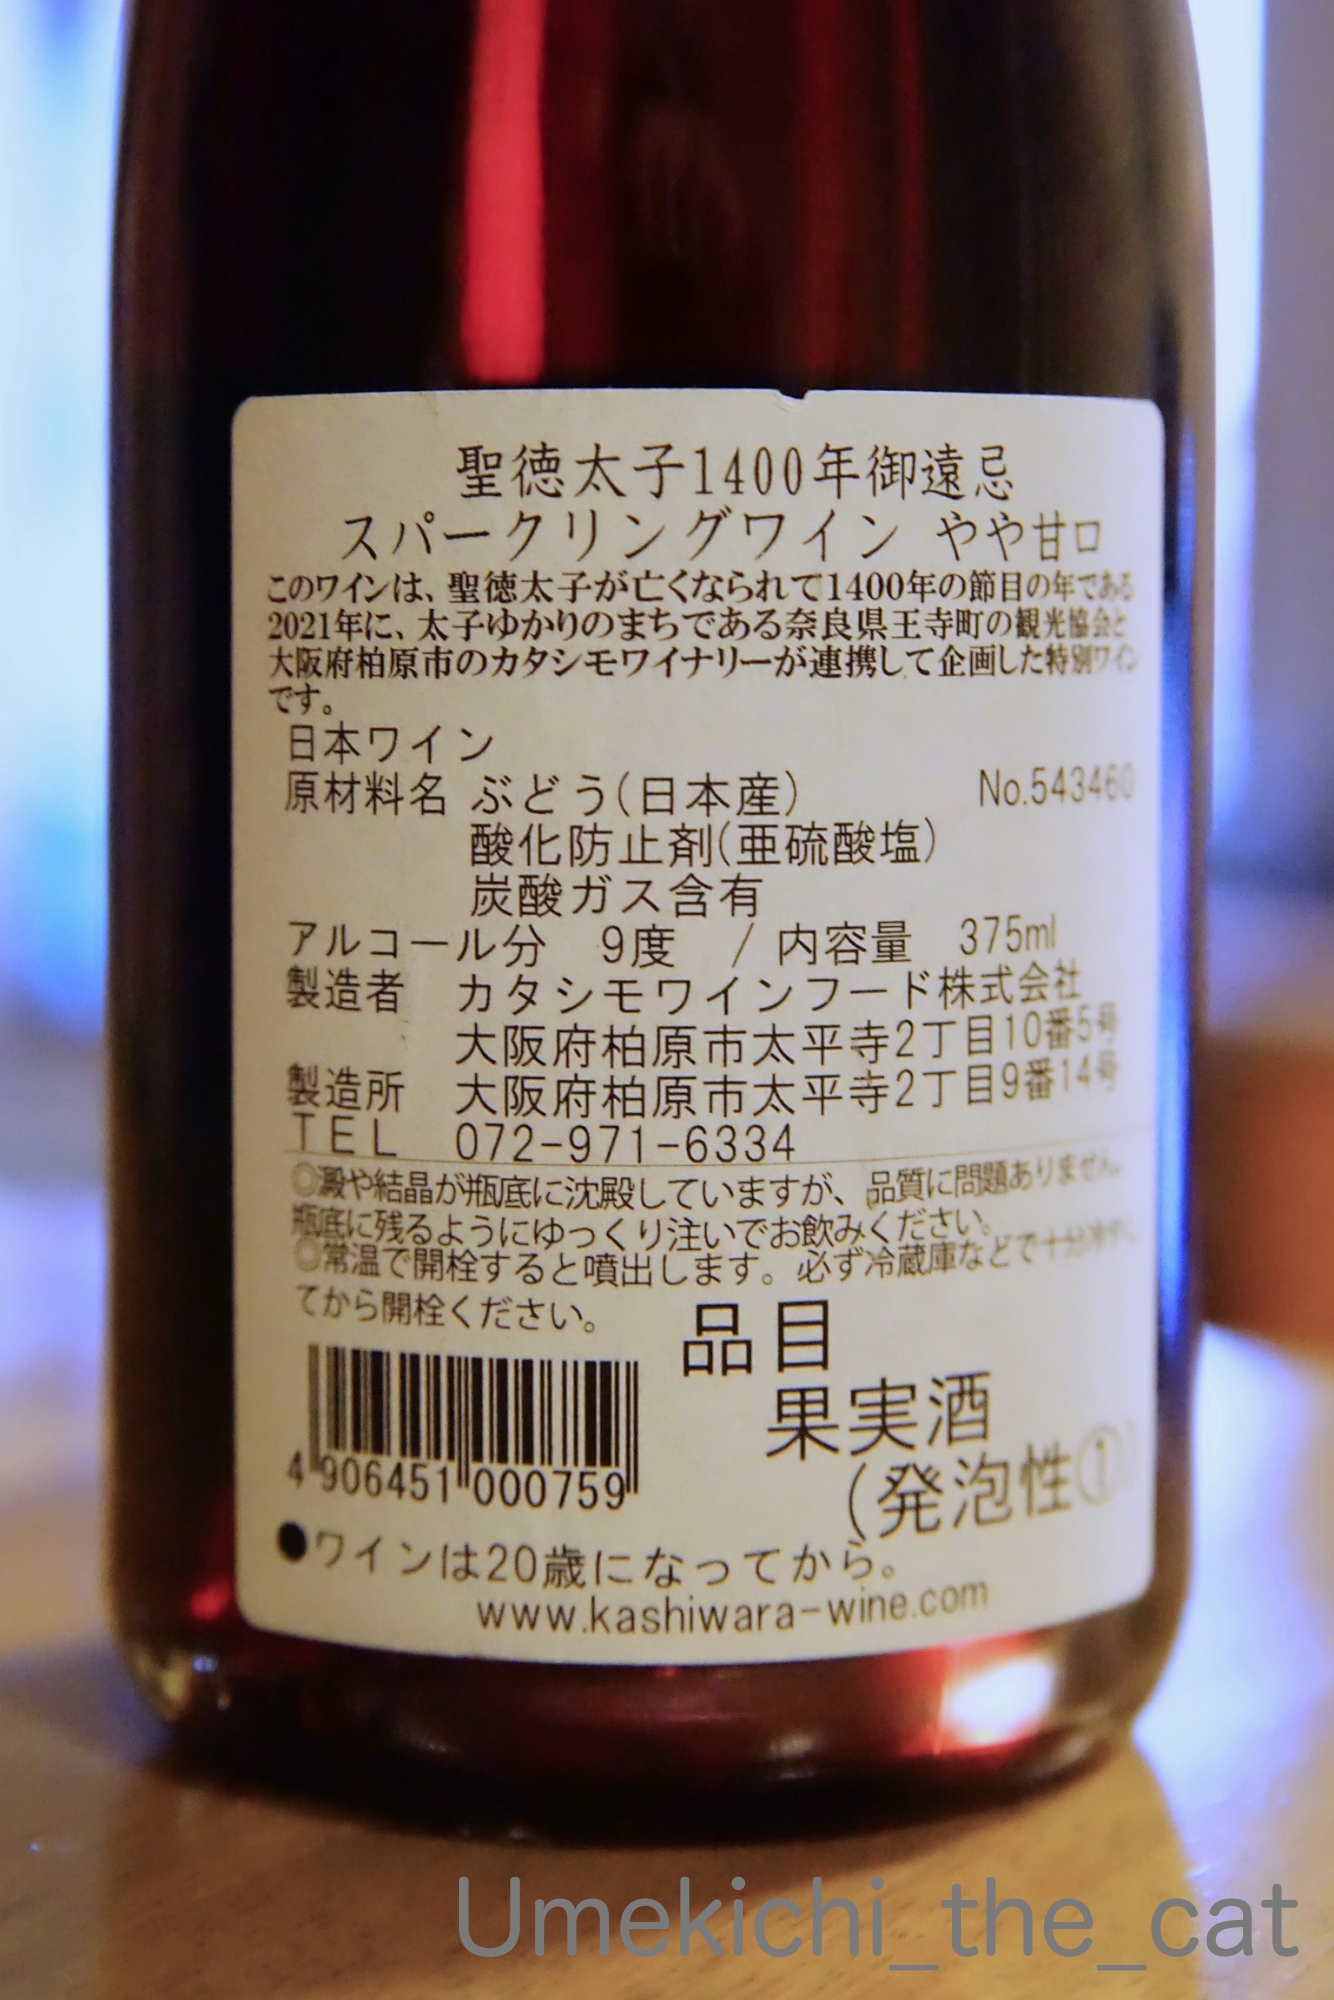 聖徳太子1400年御遠忌
スパークリングワイン やや甘口
このワインは、聖徳太子が亡くなられて1400年の節目の年である
2021年に、太子ゆかりのまちである奈良県王寺町の観光協会と
大阪府柏原市のカタシモワイナリーが連携して企画した特別ワイン
です。
日本ワイン
原材料名 ぶどう(日本産) No.543460
酸化防止剤(亜硫酸塩)
炭酸ガス含有
アルコール分 9度 / 内容量 375ml
製造者 カタシモワインフード株式会社
大阪府柏原市太平寺2丁目10番5号
製造所 大阪府柏原市太平寺2丁目9番14号
TEL 072-971-6334
◎澱や結晶が瓶底に沈殿していますが、品質に問題ありません。
瓶底に残るようにゆっくり注いでお飲みください。
◎常温で開栓すると噴出します。必ず冷蔵庫などで十分冷やし
てから開栓ください。
品目
果実酒
(発泡性①)
4 906451 000759
●ワインは20歳になってから。
www.kashiwara-wine.com
Umekichi_the_cat